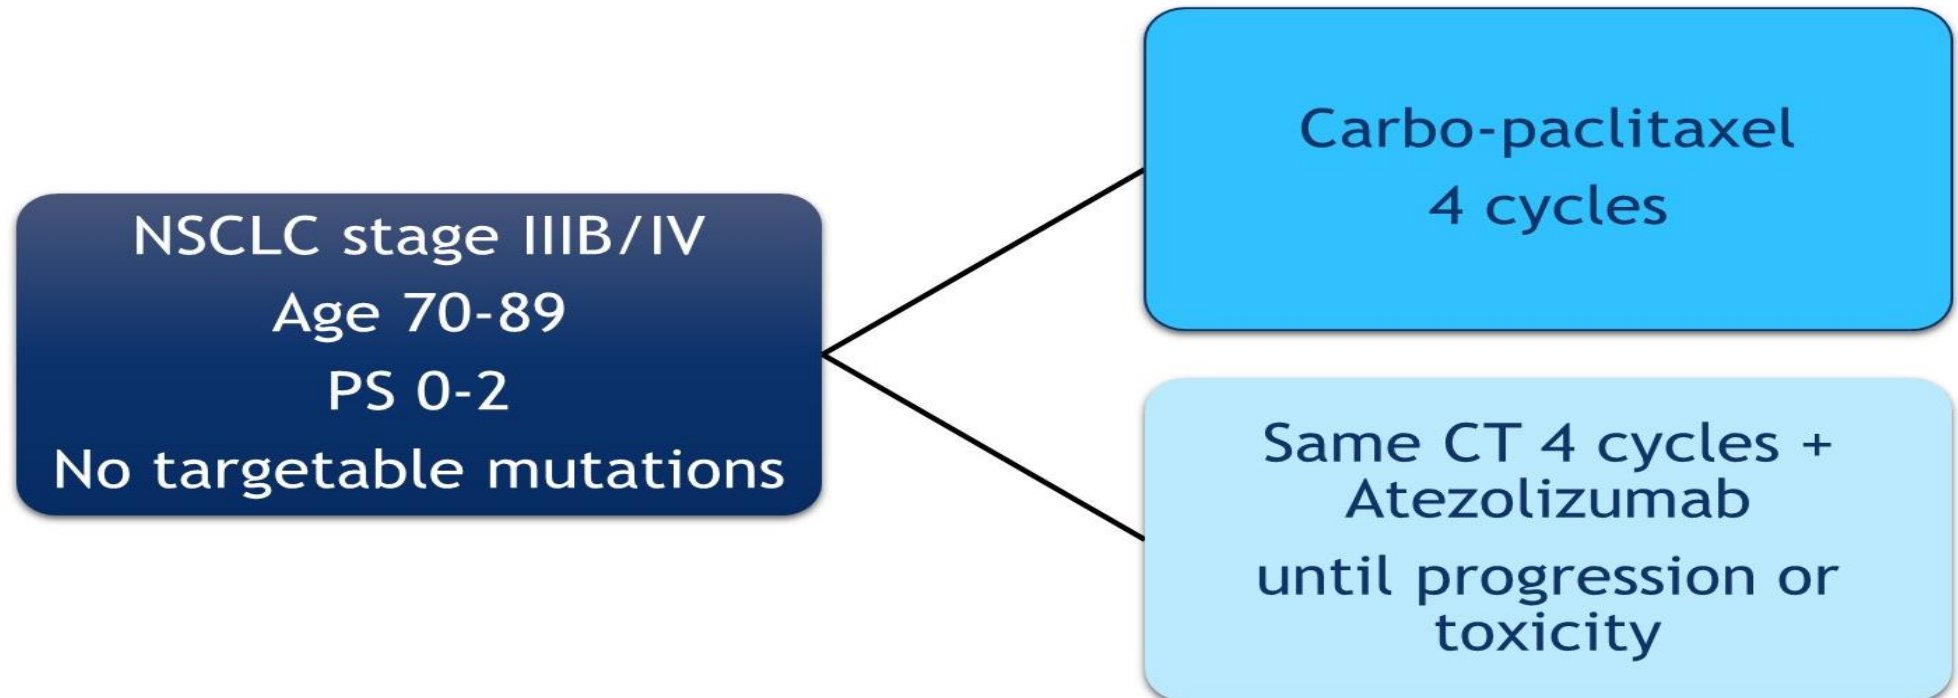 NSCLC stage IIIB/IV
Age 70-89
PS 0-2
No targetable mutations
Carbo-paclitaxel
4 cycles
Same CT 4 cycles +
Atezolizumab
until progression or
toxicity